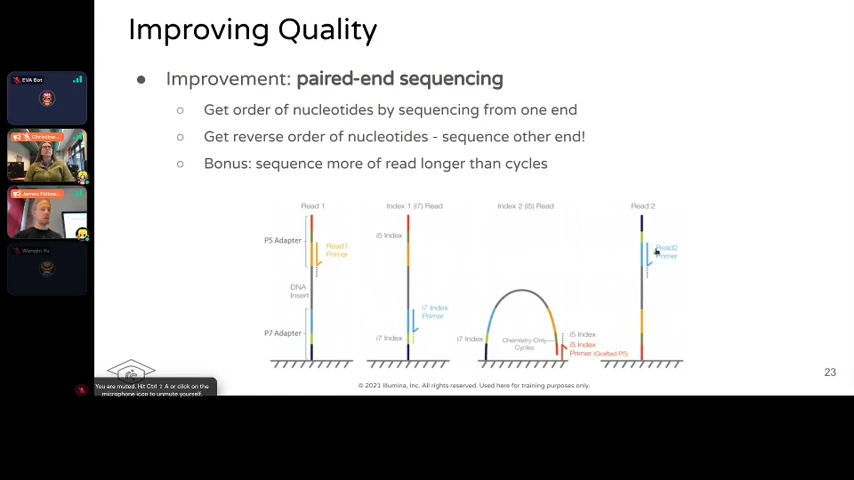 Improving Quality
● Improvement: paired-end sequencing
○ Get order of nucleotides by sequencing from one end
○ Get reverse order of nucleotides - sequence other end!
○ Bonus: sequence more of read longer than cycles
EVA Bot
Christina...
James Fellow...
Wenqin Yu
Read 1
Index 1 (i7) Read
Index 2 (i5) Read
Read 2
P5 Adapter
Read1
Primer
DNA
Insert
P7 Adapter
i5 Index
i7 Index
Primer
i7 Index
i7 Index
Chemistry-Only
Cycles
i5 Index
i5 Index
Primer (Grafted P5)
Read2
Primer
You are muted. Hit Ctrl ⇧ A or click on the
microphone icon to unmute yourself.
© 2021 Illumina, Inc. All rights reserved. Used here for training purposes only.
23